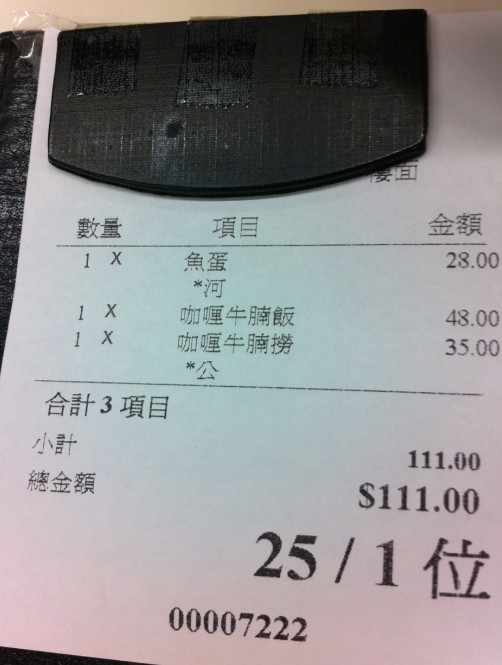 樓面
數量 項目 金額
1 X 魚蛋 28.00
*河
1 X 咖喱牛腩飯 48.00
1 X 咖喱牛腩撈 35.00
*公
合計 3 項目
小計 111.00
總金額 $111.00
25 / 1 位
00007222